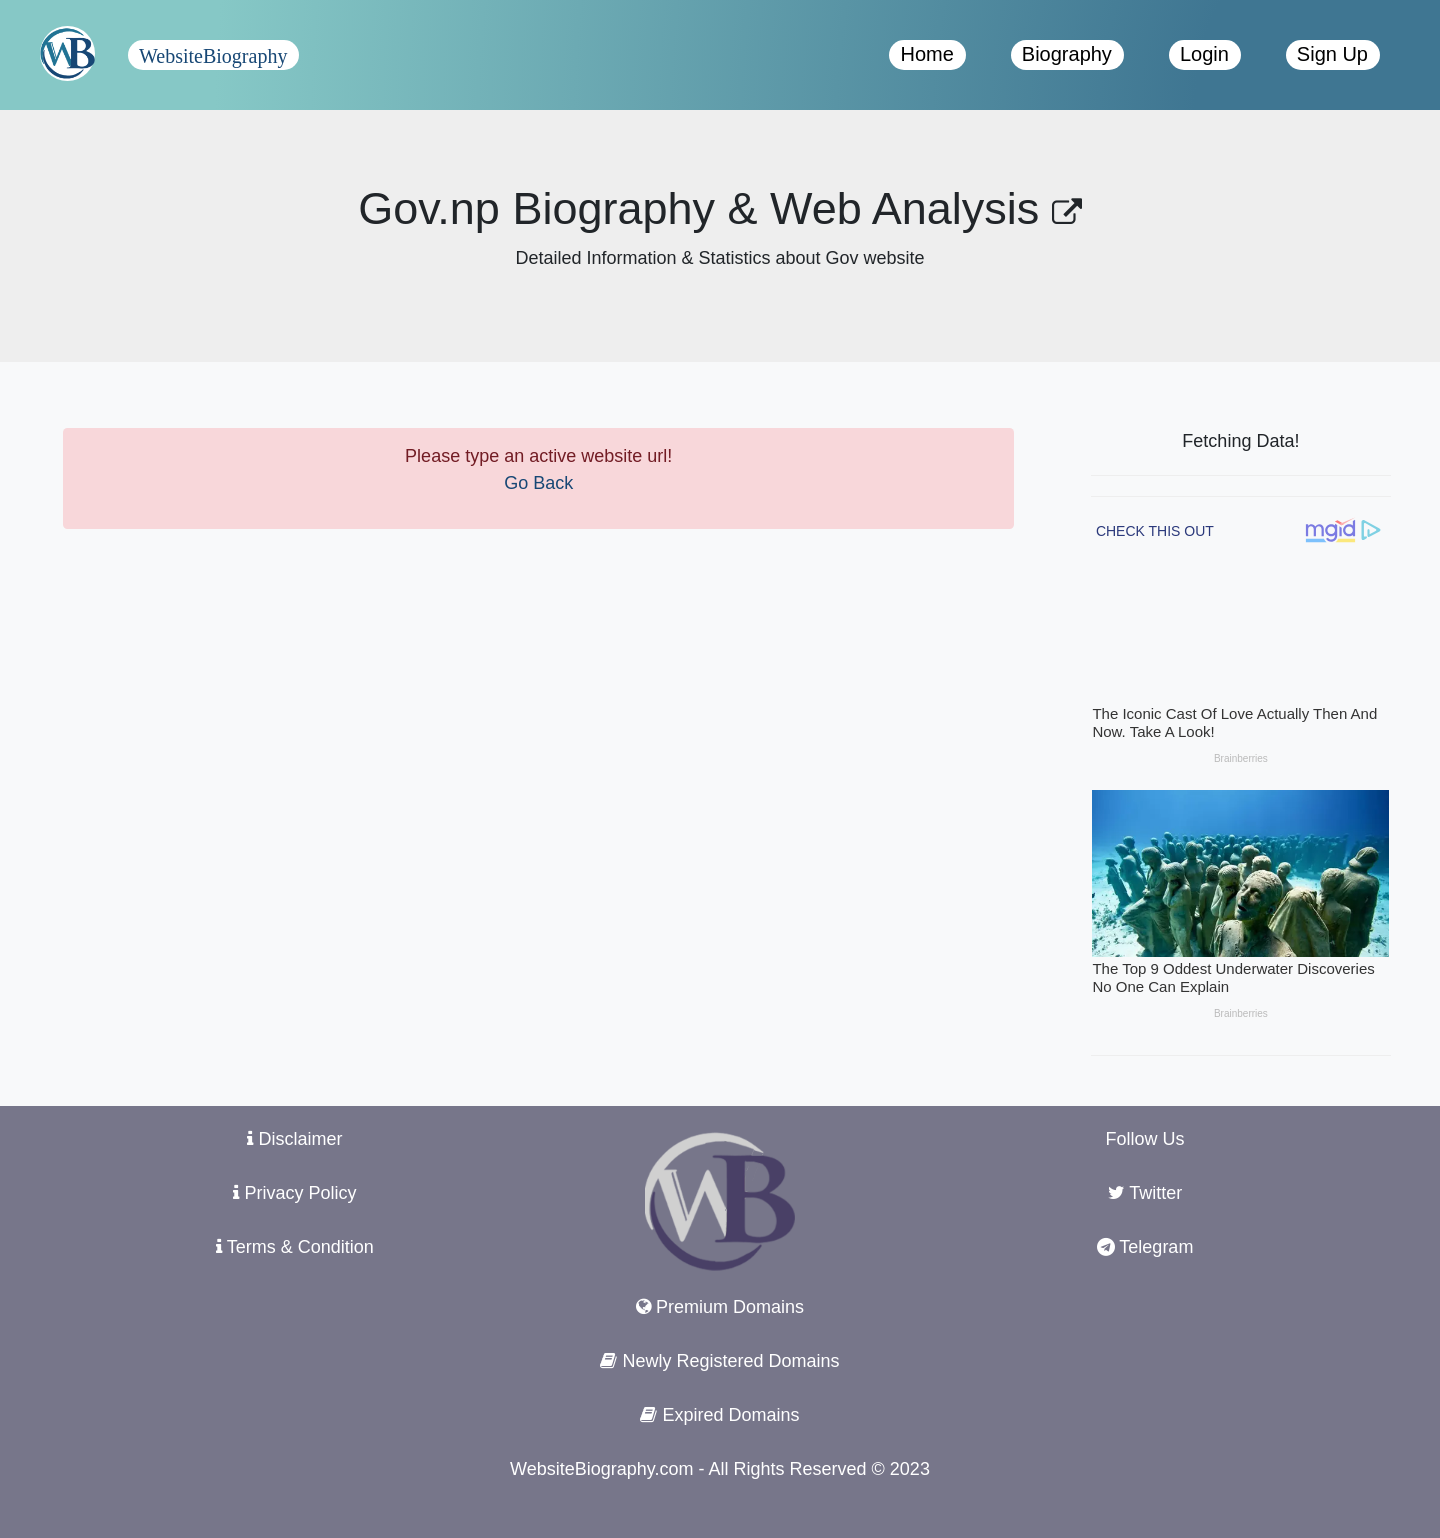 WB
WebsiteBiography
Home
Biography
Login
Sign Up
Gov.np Biography & Web Analysis
Detailed Information & Statistics about Gov website
Please type an active website url!
Go Back
Fetching Data!
CHECK THIS OUT
mgid
The Iconic Cast Of Love Actually Then And
Now. Take A Look!
Brainberries
The Top 9 Oddest Underwater Discoveries
No One Can Explain
Brainberries
Disclaimer
Privacy Policy
Terms & Condition
WB
Premium Domains
Newly Registered Domains
Expired Domains
Follow Us
Twitter
Telegram
WebsiteBiography.com - All Rights Reserved © 2023